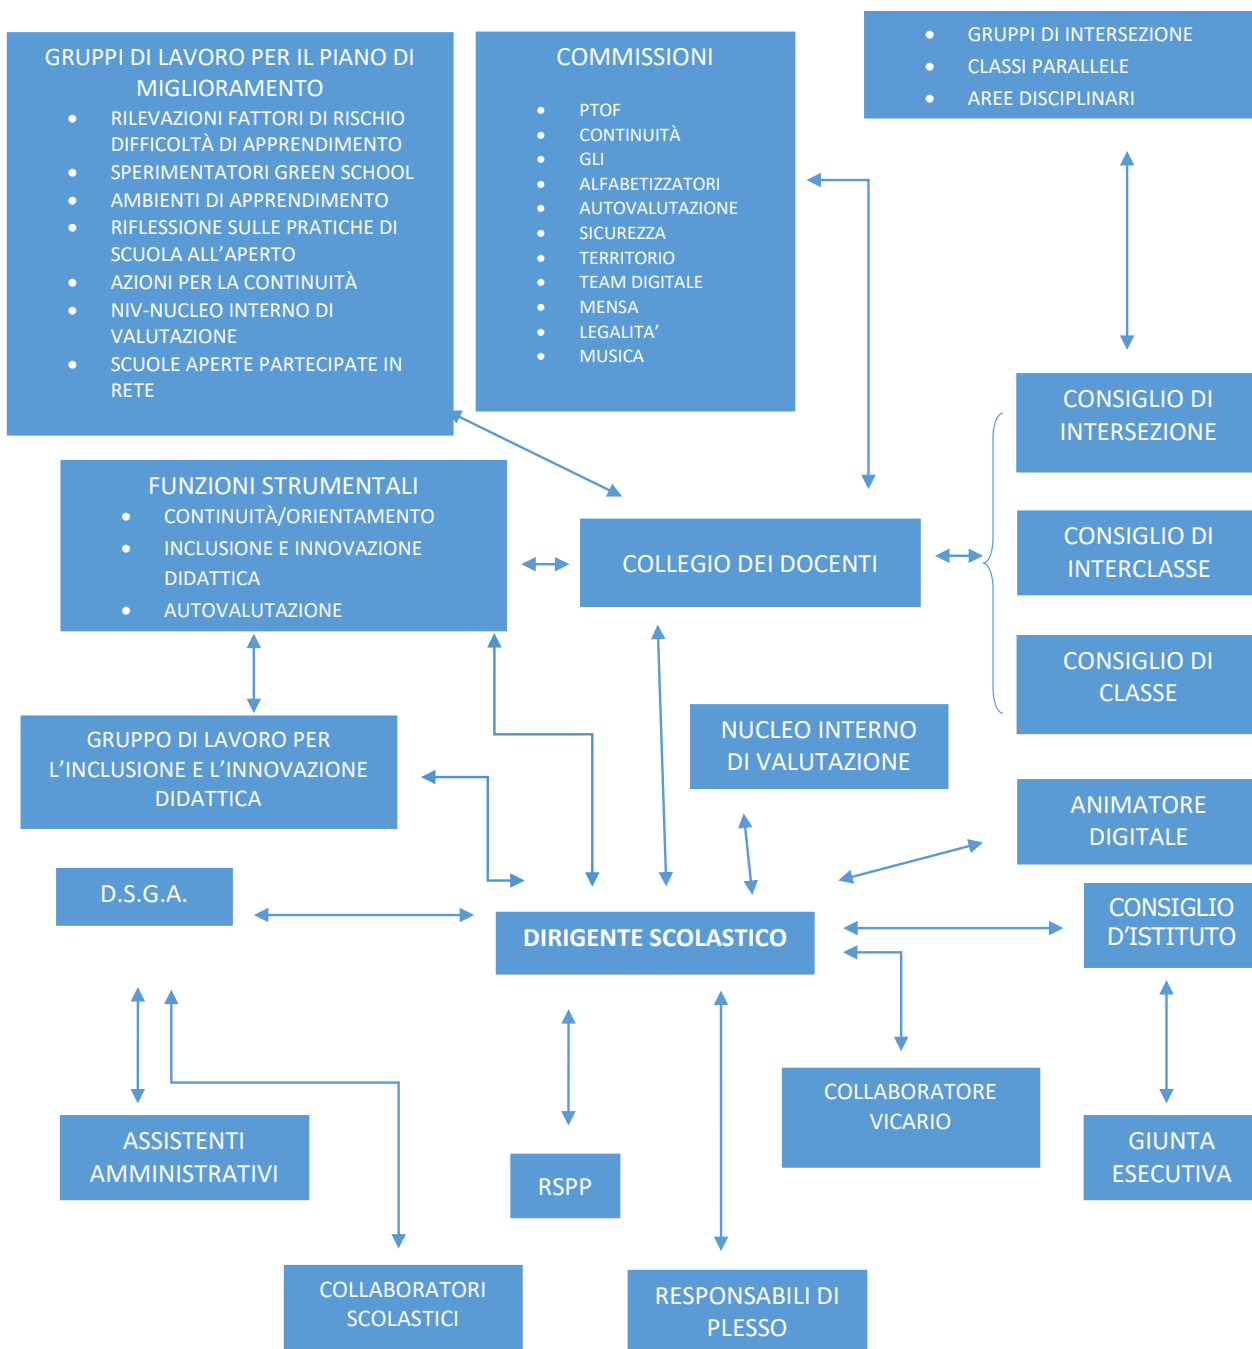 GRUPPI DI LAVORO PER IL PIANO DI
MIGLIORAMENTO
• RILEVAZIONI FATTORI DI RISCHIO
DIFFICOLTÀ DI APPRENDIMENTO
• SPERIMENTATORI GREEN SCHOOL
• AMBIENTI DI APPRENDIMENTO
• RIFLESSIONE SULLE PRATICHE DI
SCUOLA ALL’APERTO
• AZIONI PER LA CONTINUITÀ
• NIV-NUCLEO INTERNO DI
VALUTAZIONE
• SCUOLE APERTE PARTECIPATE IN
RETE
COMMISSIONI
• PTOF
• CONTINUITÀ
• GLI
• ALFABETIZZATORI
• AUTOVALUTAZIONE
• SICUREZZA
• TERRITORIO
• TEAM DIGITALE
• MENSA
• LEGALITA’
• MUSICA
• GRUPPI DI INTERSEZIONE
• CLASSI PARALLELE
• AREE DISCIPLINARI
FUNZIONI STRUMENTALI
• CONTINUITÀ/ORIENTAMENTO
• INCLUSIONE E INNOVAZIONE
DIDATTICA
• AUTOVALUTAZIONE
COLLEGIO DEI DOCENTI
CONSIGLIO DI
INTERSEZIONE
CONSIGLIO DI
INTERCLASSE
CONSIGLIO DI
CLASSE
GRUPPO DI LAVORO PER
L’INCLUSIONE E L’INNOVAZIONE
DIDATTICA
NUCLEO INTERNO
DI VALUTAZIONE
ANIMATORE
DIGITALE
D.S.G.A.
DIRIGENTE SCOLASTICO
CONSIGLIO
D’ISTITUTO
ASSISTENTI
AMMINISTRATIVI
RSPP
COLLABORATORE
VICARIO
GIUNTA
ESECUTIVA
COLLABORATORI
SCOLASTICI
RESPONSABILI DI
PLESSO